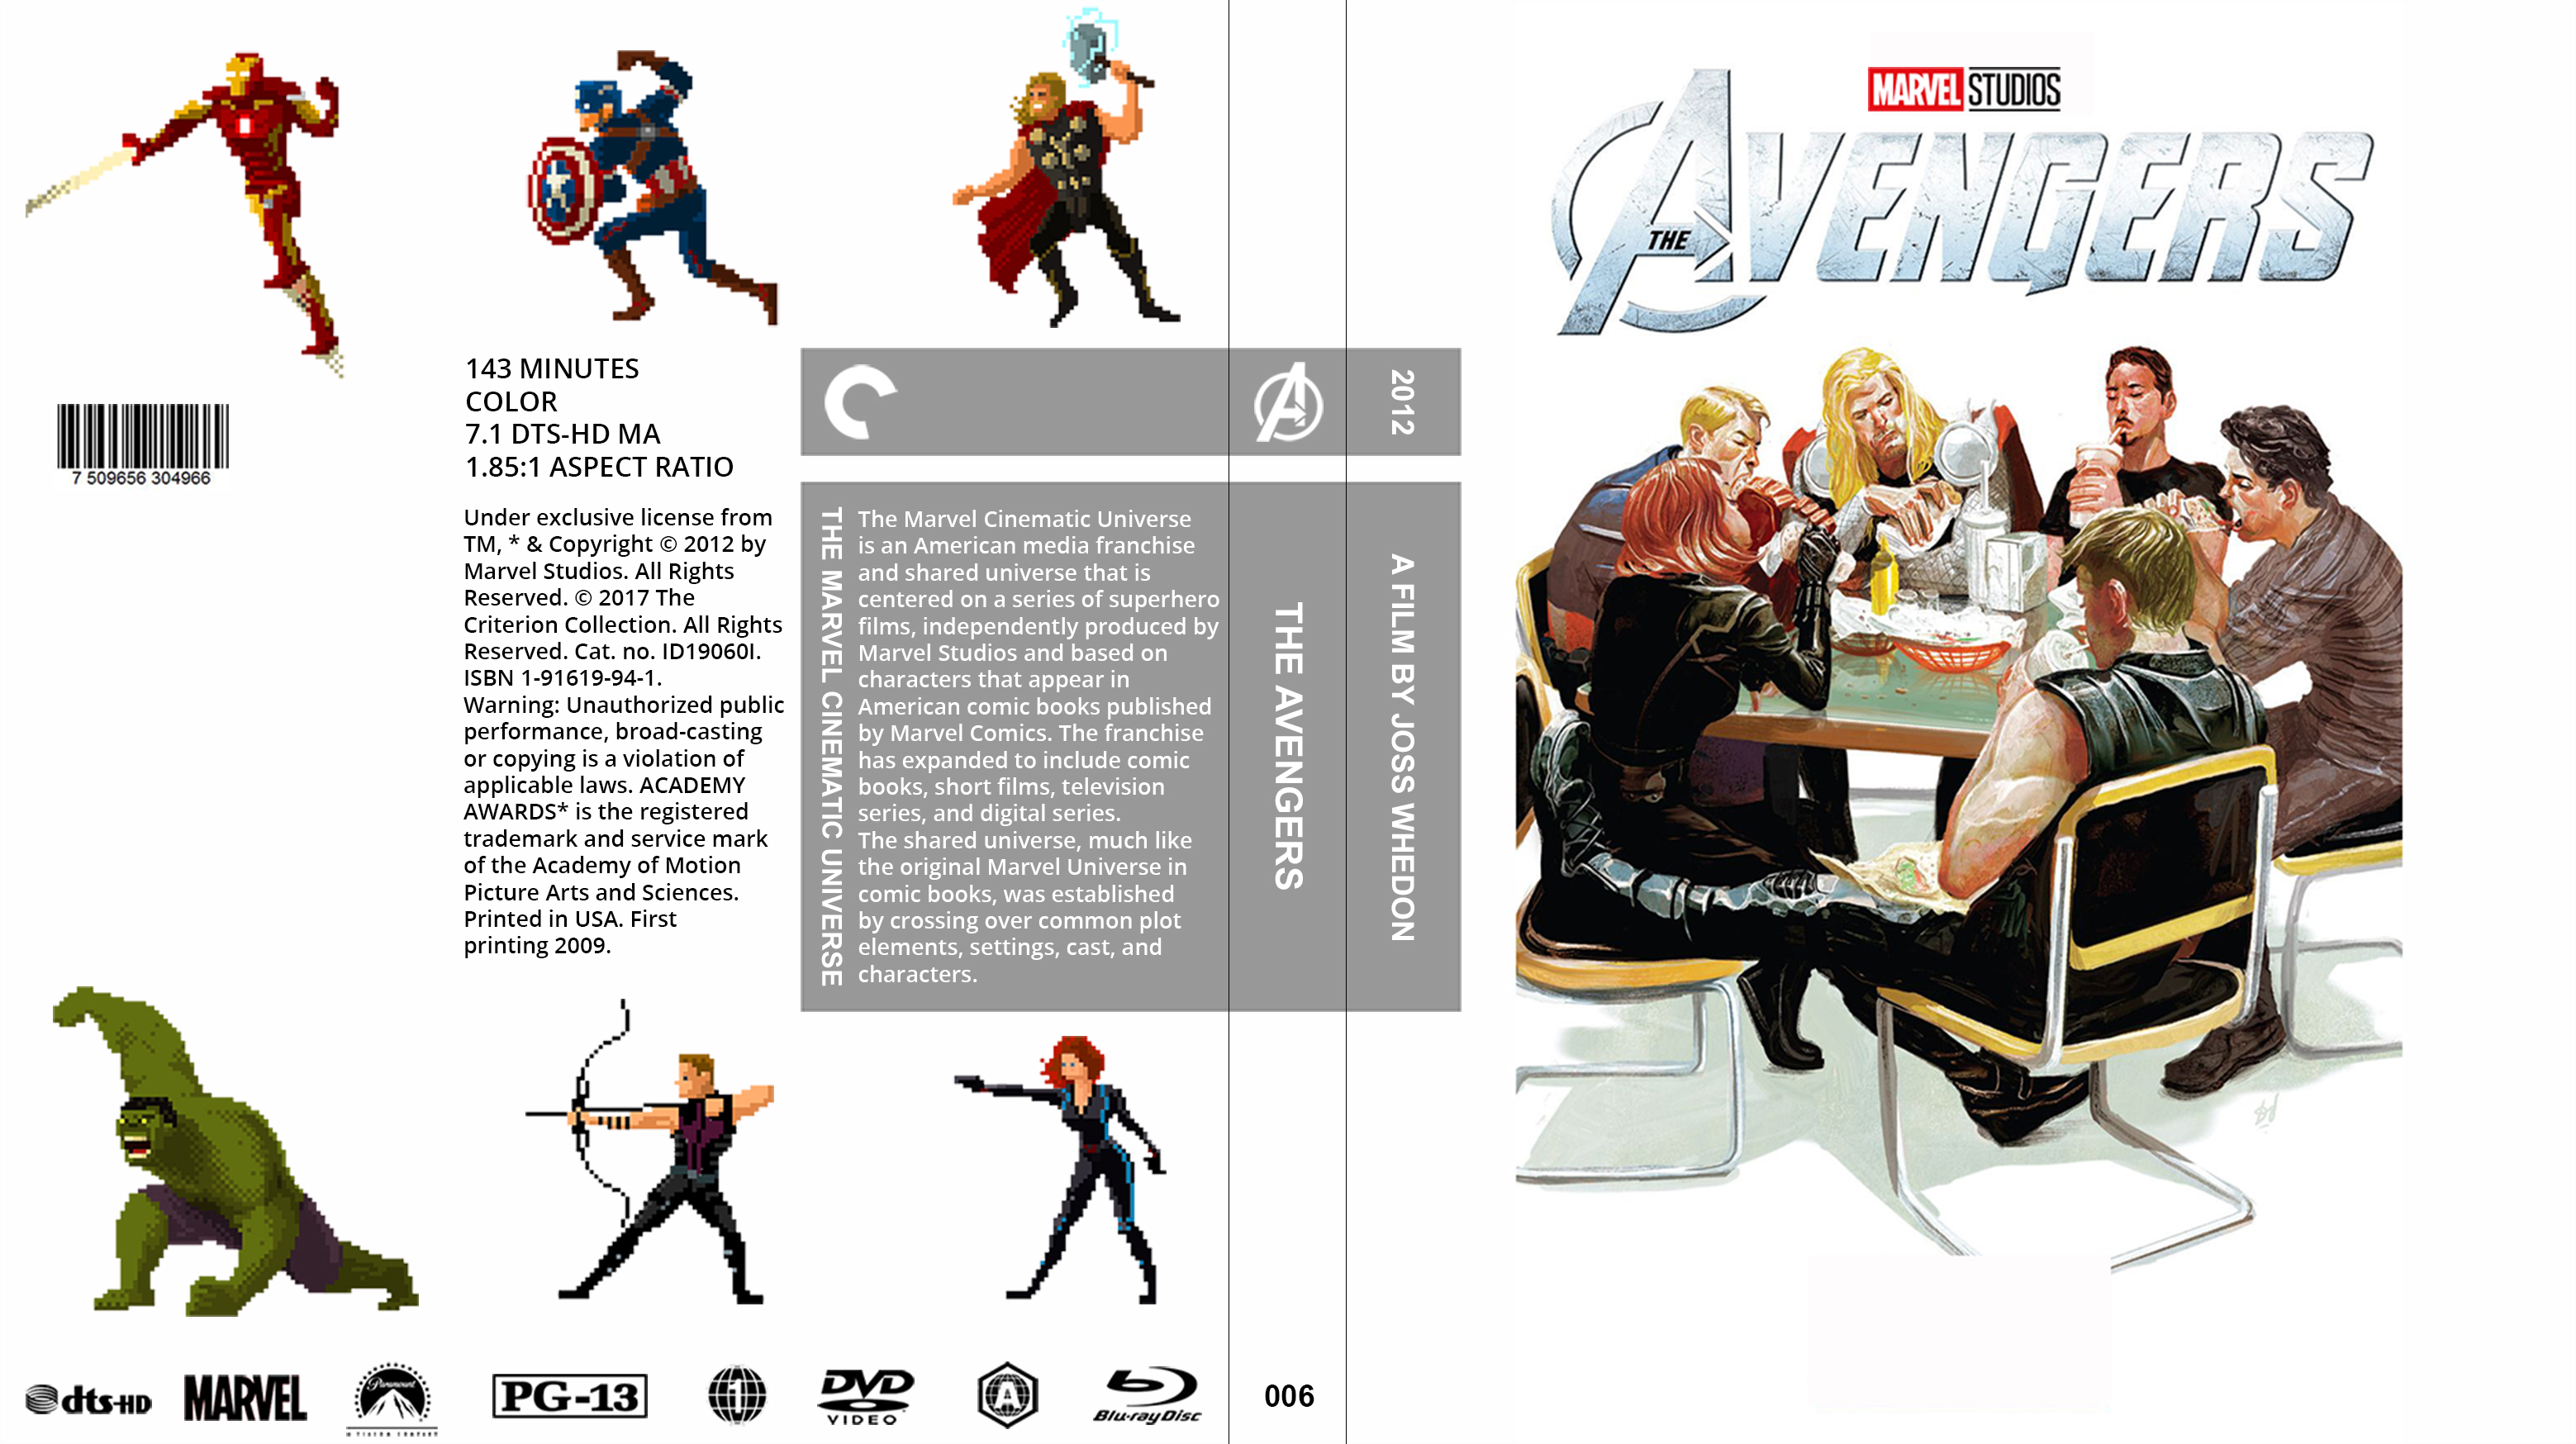 7 509656 304966
143 MINUTES
COLOR
7.1 DTS-HD MA
1.85:1 ASPECT RATIO
Under exclusive license from
TM, * & Copyright © 2012 by
Marvel Studios. All Rights
Reserved. © 2017 The
Criterion Collection. All Rights
Reserved. Cat. no. ID19060I.
ISBN 1-91619-94-1.
Warning: Unauthorized public
performance, broad-casting
or copying is a violation of
applicable laws. ACADEMY
AWARDS* is the registered
trademark and service mark
of the Academy of Motion
Picture Arts and Sciences.
Printed in USA. First
printing 2009.
THE MARVEL CINEMATIC UNIVERSE
The Marvel Cinematic Universe
is an American media franchise
and shared universe that is
centered on a series of superhero
films, independently produced by
Marvel Studios and based on
characters that appear in
American comic books published
by Marvel Comics. The franchise
has expanded to include comic
books, short films, television
series, and digital series.
The shared universe, much like
the original Marvel Universe in
comic books, was established
by crossing over common plot
elements, settings, cast, and
characters.
dts-HD
MARVEL
Paramount
PG-13
1
DVD
VIDEO
A
Blu-ray Disc
A
THE AVENGERS
006
2012
A FILM BY JOSS WHEDON
MARVEL STUDIOS
THE AVENGERS